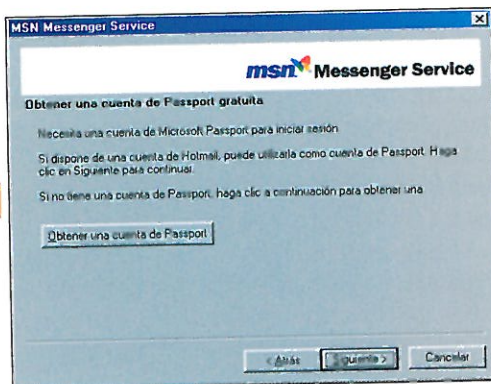 MSN Messenger Service
msn Messenger Service
Obtener una cuenta de Passport gratuita
Necesita una cuenta de Microsoft Passport para iniciar sesión
Si dispone de una cuenta de Hotmail, puede utilizarla como cuenta de Passport. Haga
clic en Siguiente para continuar.
Si no tiene una cuenta de Passport, haga clic a continuación para obtener una
Obtener una cuenta de Passport
< Atrás Siguiente > Cancelar